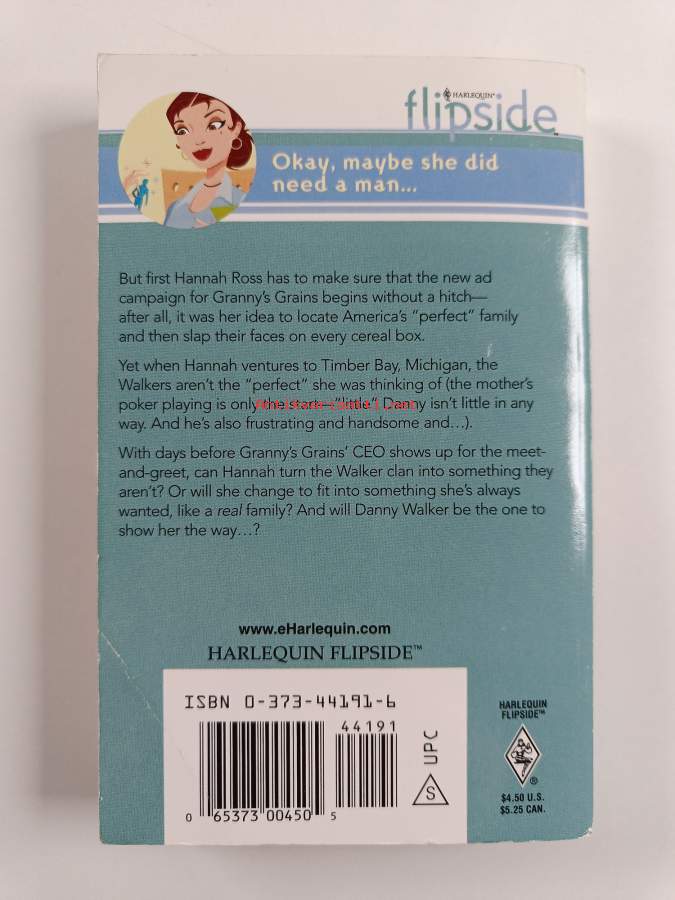 HARLEQUIN®
flipside™
Okay, maybe she did
need a man...
But first Hannah Ross has to make sure that the new ad
campaign for Granny's Grains begins without a hitch—
after all, it was her idea to locate America's "perfect" family
and then slap their faces on every cereal box.
Yet when Hannah ventures to Timber Bay, Michigan, the
Walkers aren't the "perfect" she was thinking of (the mother's
poker playing is only the start—"little" Danny isn't little in any
way. And he's also frustrating and handsome and...).
With days before Granny's Grains' CEO shows up for the meet-
and-greet, can Hannah turn the Walker clan into something they
aren't? Or will she change to fit into something she's always
wanted, like a real family? And will Danny Walker be the one to
show her the way...?
www.eHarlequin.com
HARLEQUIN FLIPSIDE™
ISBN 0-373-44191-6
44191
0 65373 00450 5
S UPC
HARLEQUIN
FLIPSIDE™
®
$4.50 U.S.
$5.25 CAN.